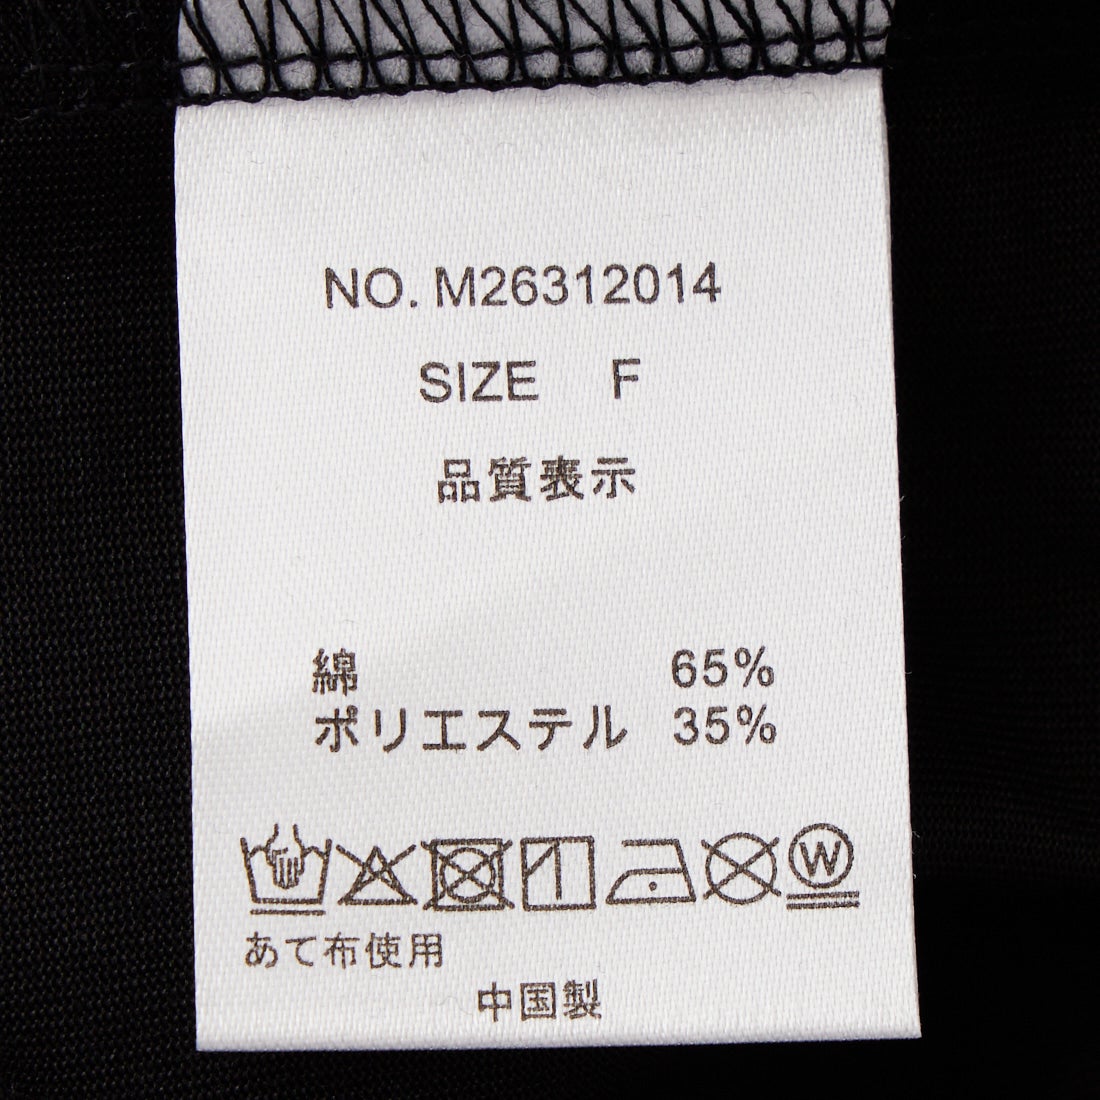 NO. M26312014
SIZE F
品質表示
綿 65%
ポリエステル 35%
W
あて布使用
中国製